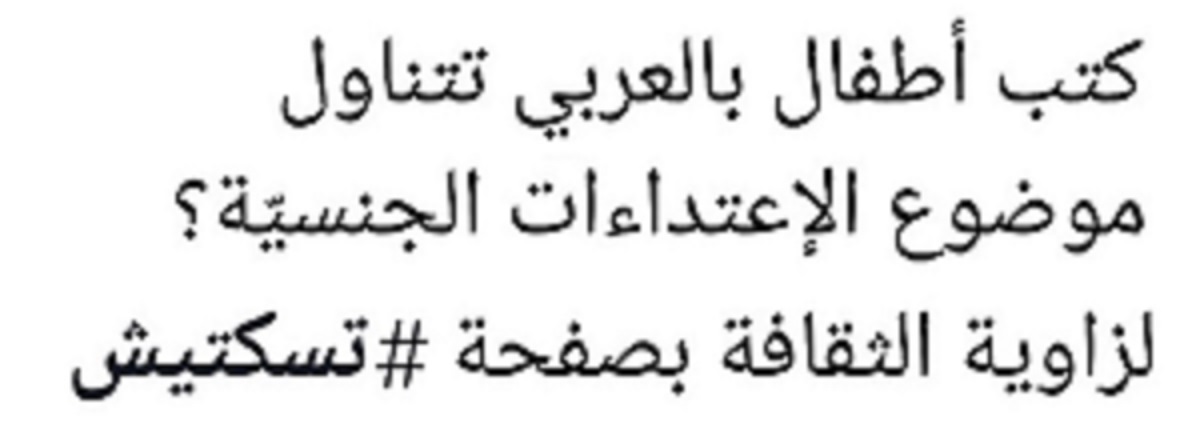 كتب أطفال بالعربي تتناول
موضوع الإعتداءات الجنسيّة؟
لزاوية الثقافة بصفحة #تسكتيش